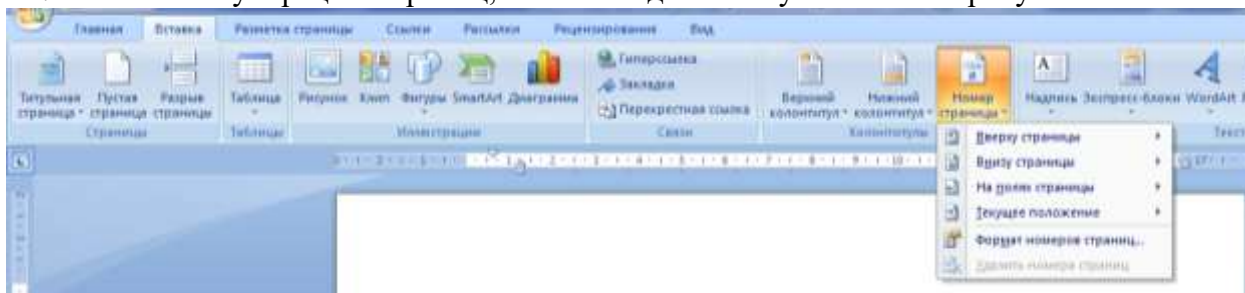 Главная Вставка Разметка страницы Ссылки Рассылки Рецензирование Вид
Титульная страница
Пустая страница
Разрыв страницы
Таблица
Рисунок Клип Фигуры SmartArt Диаграмма
Гиперссылка
Закладка
Перекрестная ссылка
Верхний колонтитул
Нижний колонтитул
Номер страницы
Надпись Экспресс-блоки WordArt
Страницы Таблицы Иллюстрации Связи Колонтитулы Текст
Вверху страницы
Внизу страницы
На полях страницы
Текущее положение
Формат номеров страниц...
Удалить номера страниц